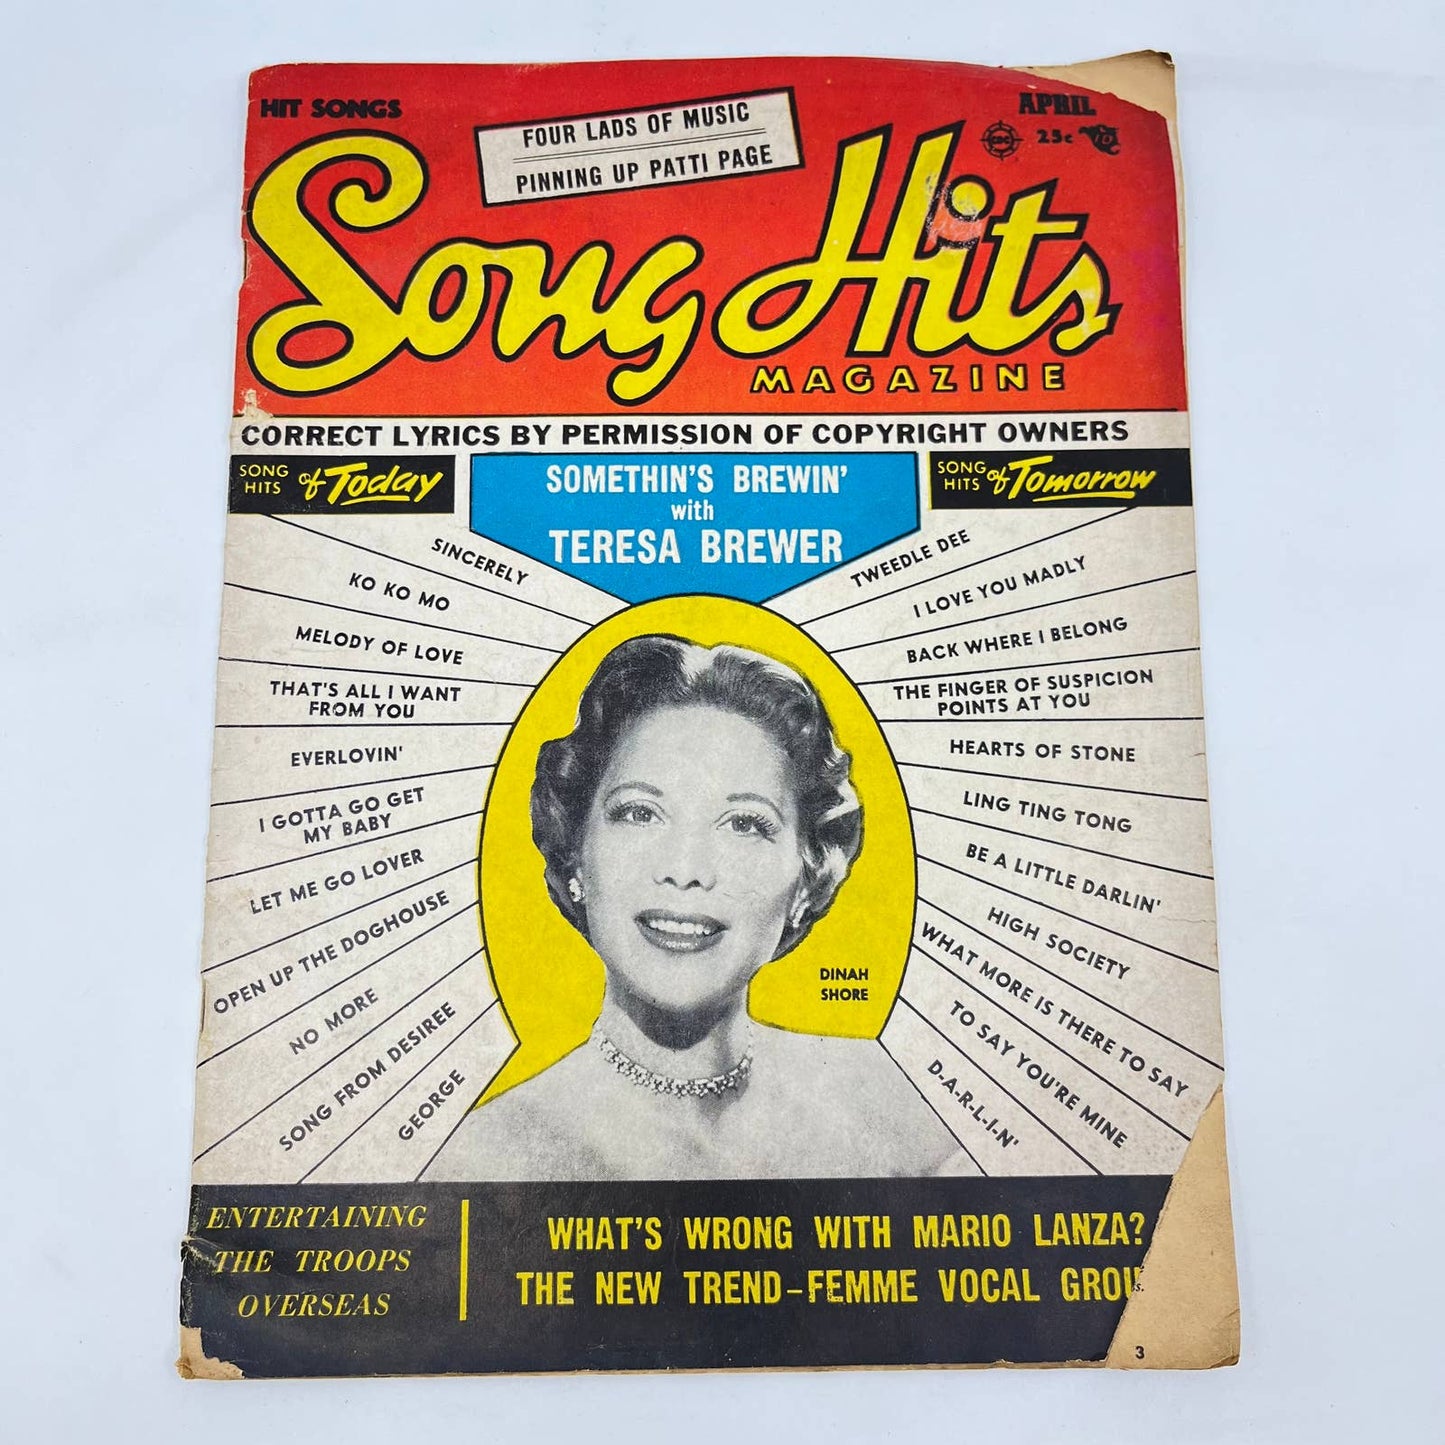 HIT SONGS
FOUR LADS OF MUSIC
PINNING UP PATTI PAGE
APRIL
25c
CDC
Song Hits
MAGAZINE
CORRECT LYRICS BY PERMISSION OF COPYRIGHT OWNERS
SONG HITS of Today
SOMETHIN'S BREWIN'
with
TERESA BREWER
SONG HITS of Tomorrow
SINCERELY
KO KO MO
MELODY OF LOVE
THAT'S ALL I WANT
FROM YOU
EVERLOVIN'
I GOTTA GO GET
MY BABY
LET ME GO LOVER
OPEN UP THE DOGHOUSE
NO MORE
SONG FROM DESIREE
GEORGE
TWEEDLE DEE
I LOVE YOU MADLY
BACK WHERE I BELONG
THE FINGER OF SUSPICION
POINTS AT YOU
HEARTS OF STONE
LING TING TONG
BE A LITTLE DARLIN'
HIGH SOCIETY
WHAT MORE IS THERE TO SAY
TO SAY YOU'RE MINE
D-A-R-L-I-N'
DINAH
SHORE
ENTERTAINING
THE TROOPS
OVERSEAS
WHAT'S WRONG WITH MARIO LANZA?
THE NEW TREND-FEMME VOCAL GROU
s.
3